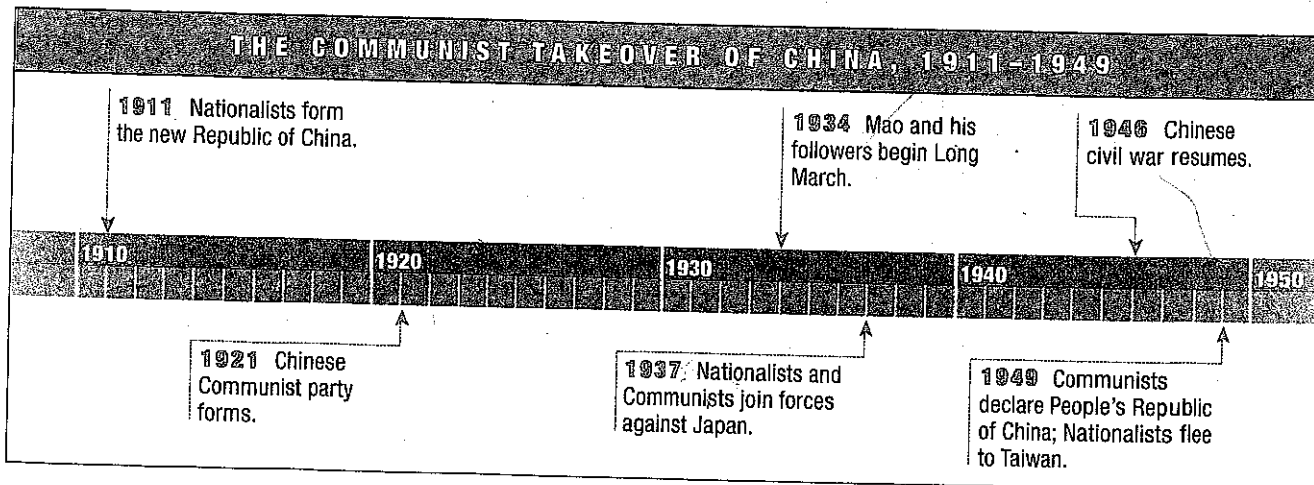 THE COMMUNIST TAKEOVER OF CHINA, 1911–1949
1911 Nationalists form
the new Republic of China.
1934 Mao and his
followers begin Long
March.
1946 Chinese
civil war resumes.
1910
1920
1930
1940
1950
1921 Chinese
Communist party
forms.
1937 Nationalists and
Communists join forces
against Japan.
1949 Communists
declare People's Republic
of China; Nationalists flee
to Taiwan.